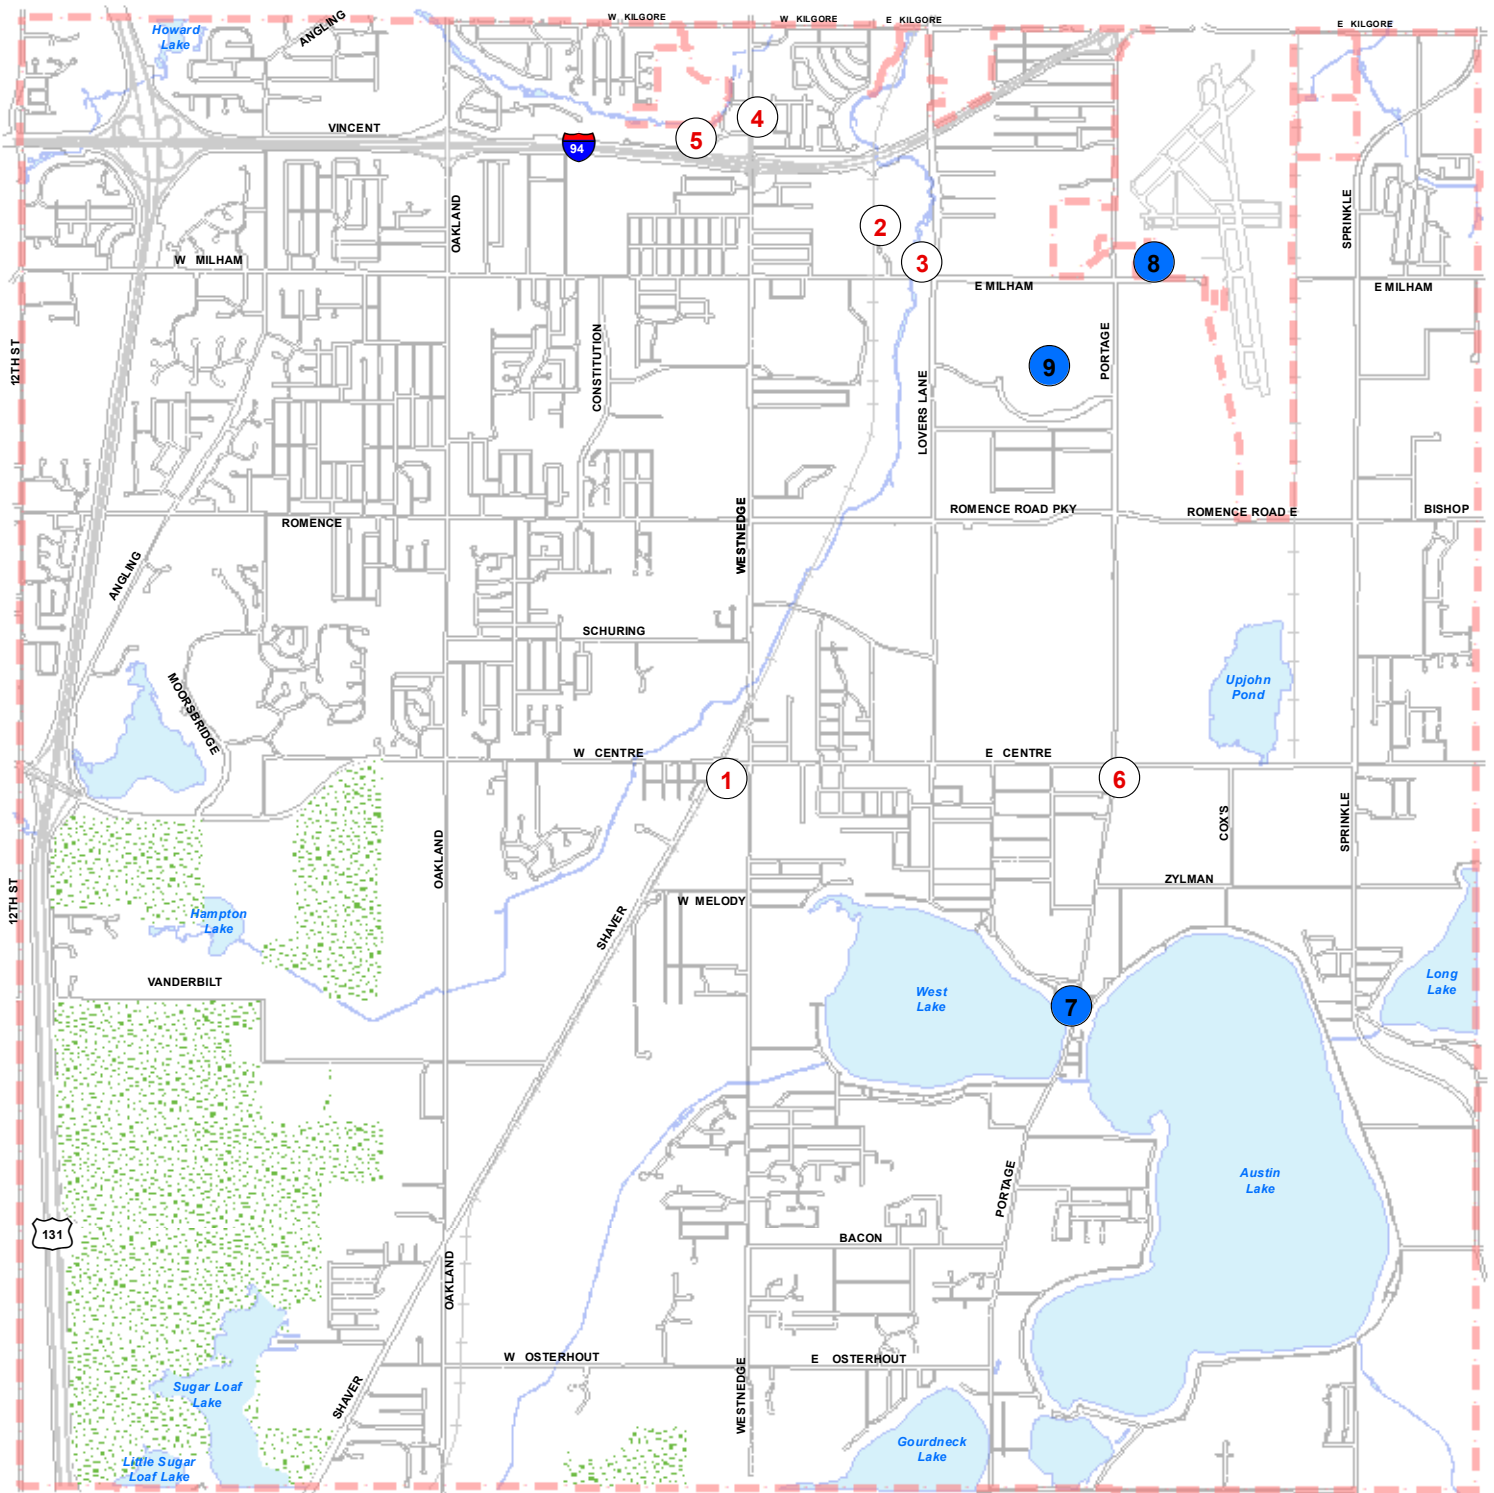 W KILGORE
W KILGORE
E KILGORE
E KILGORE
Howard
Lake
ANGLING
VINCENT
94
5
4
OAKLAND
2
3
SPRINKLE
W MILHAM
8
E MILHAM
E MILHAM
12TH ST
CONSTITUTION
PORTAGE
9
LOVERS LANE
ROMENCE
WESTNEDGE
ROMENCE ROAD PKY
ROMENCE ROAD E
BISHOP
ANGLING
SCHURING
MOORSBRIDGE
Upjohn
Pond
W CENTRE
E CENTRE
1
6
OAKLAND
COX'S
SPRINKLE
12TH ST
ZYLMAN
W MELODY
Hampton
Lake
SHAVER
VANDERBILT
West
Lake
7
Long
Lake
Austin
Lake
PORTAGE
131
BACON
OAKLAND
W OSTERHOUT
E OSTERHOUT
WESTNEDGE
Sugar Loaf
Lake
SHAVER
Gourdneck
Lake
Little Sugar
Loaf Lake